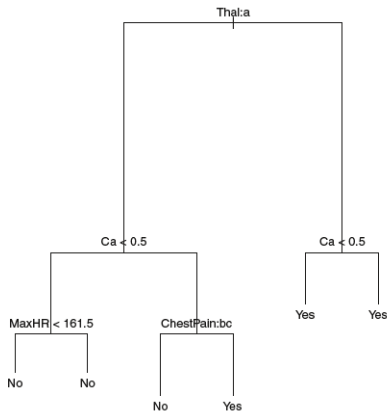 Thal:a
Ca < 0.5
Ca < 0.5
MaxHR < 161.5
ChestPain:bc
Yes
Yes
No
No
No
Yes